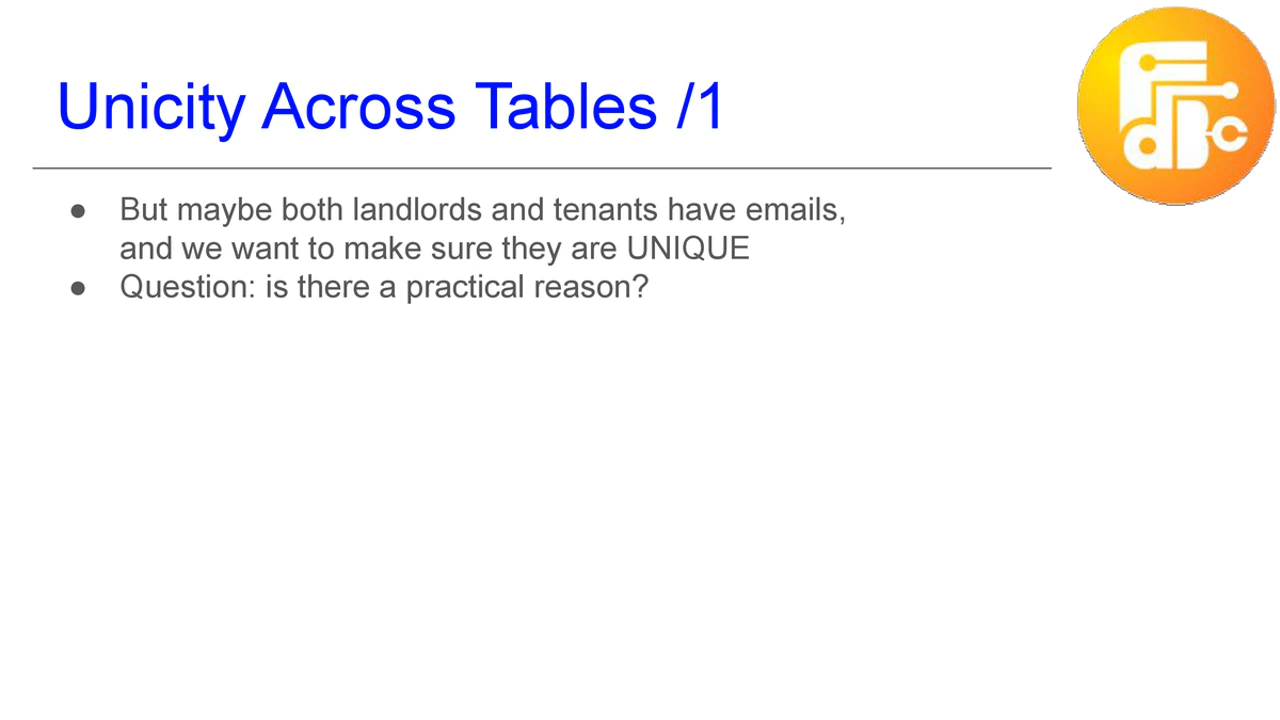 Unicity Across Tables /1
● But maybe both landlords and tenants have emails,
and we want to make sure they are UNIQUE
● Question: is there a practical reason?